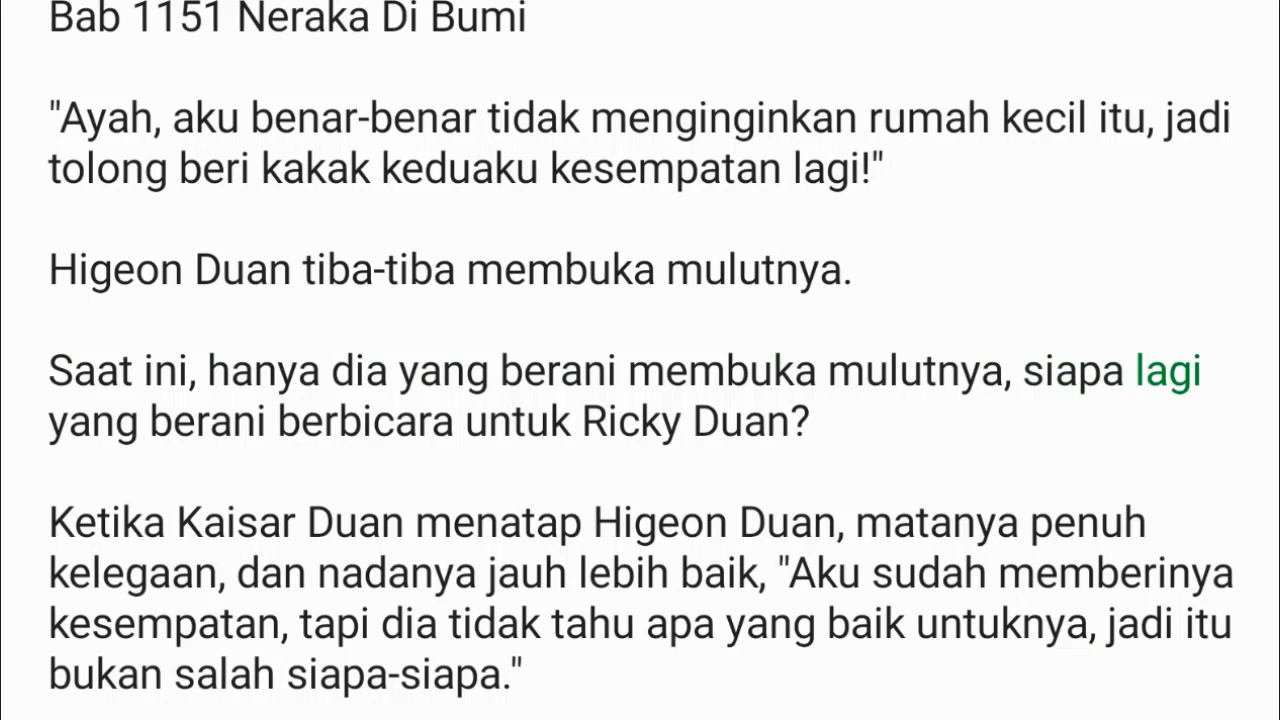 Bab 1151 Neraka Di Bumi
"Ayah, aku benar-benar tidak menginginkan rumah kecil itu, jadi
tolong beri kakak keduaku kesempatan lagi!"
Higeon Duan tiba-tiba membuka mulutnya.
Saat ini, hanya dia yang berani membuka mulutnya, siapa lagi
yang berani berbicara untuk Ricky Duan?
Ketika Kaisar Duan menatap Higeon Duan, matanya penuh
kelegaan, dan nadanya jauh lebih baik, "Aku sudah memberinya
kesempatan, tapi dia tidak tahu apa yang baik untuknya, jadi itu
bukan salah siapa-siapa."